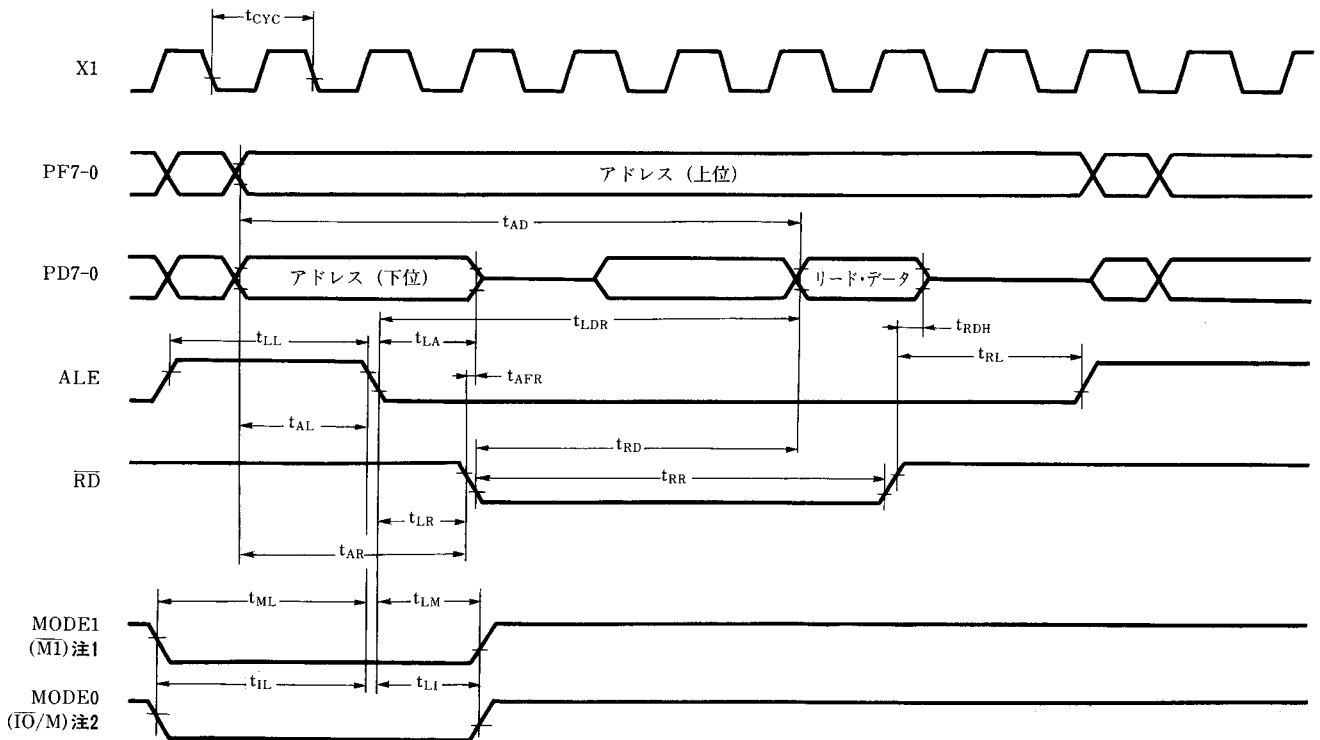 tCYC
X1
PF7-0
アドレス (上位)
tAD
PD7-0
アドレス (下位)
リード・データ
tLDR
tRDH
tLL
tLA
tRL
ALE
tAFR
tAL
tRD
RD
tRR
tLR
tAR
tML
tLM
MODE1
(M1)注1
tIL
tLI
MODE0
(IO/M)注2